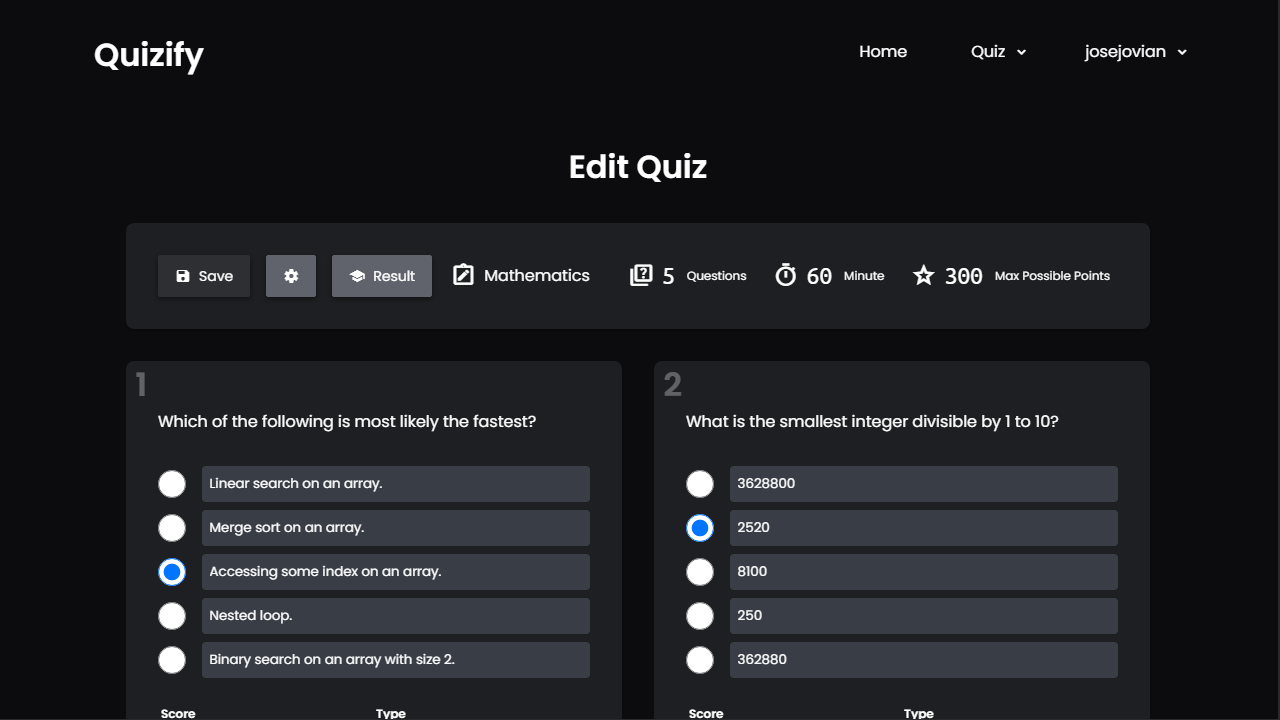 Quizify
Home Quiz josejovian
Edit Quiz
Save Result Mathematics 5 Questions 60 Minute 300 Max Possible Points
1
Which of the following is most likely the fastest?
Linear search on an array.
Merge sort on an array.
Accessing some index on an array.
Nested loop.
Binary search on an array with size 2.
Score Type
2
What is the smallest integer divisible by 1 to 10?
3628800
2520
8100
250
362880
Score Type